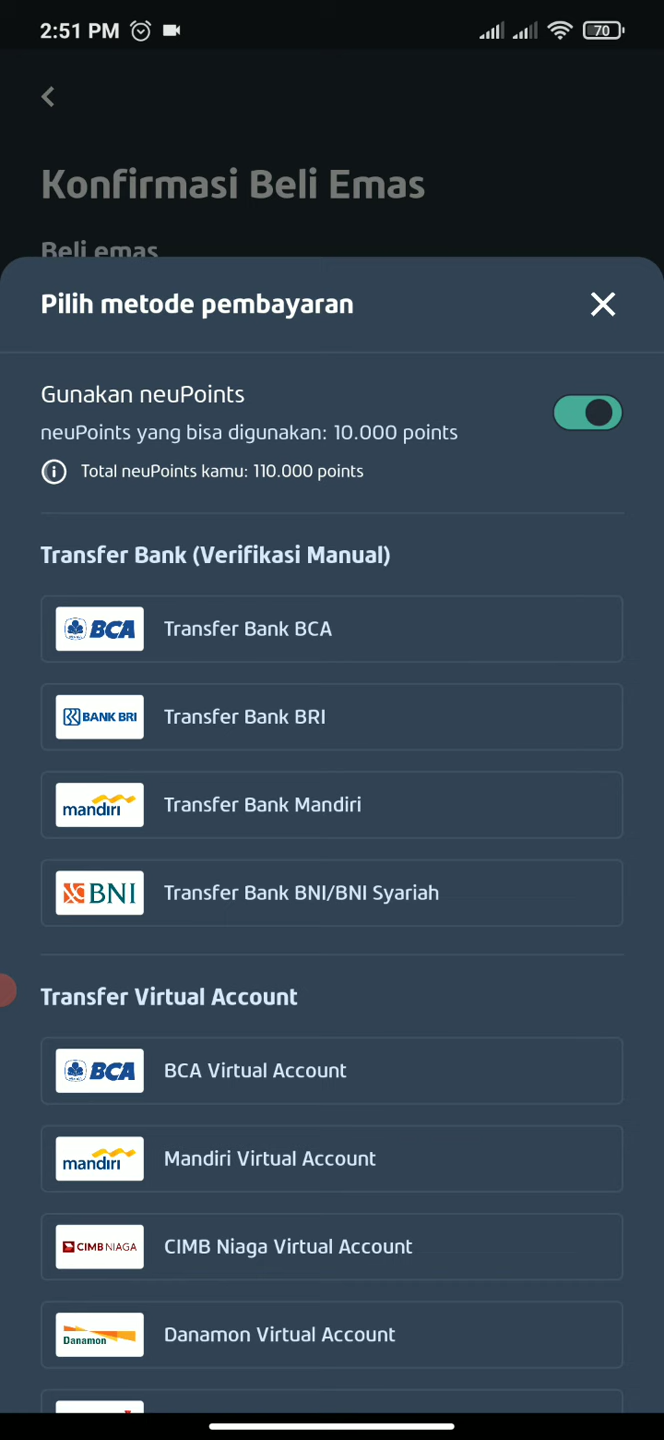 2:51 PM
70
Konfirmasi Beli Emas
Beli emas
Pilih metode pembayaran
Gunakan neuPoints
neuPoints yang bisa digunakan: 10.000 points
Total neuPoints kamu: 110.000 points
Transfer Bank (Verifikasi Manual)
BCA Transfer Bank BCA
BANK BRI Transfer Bank BRI
mandiri Transfer Bank Mandiri
BNI Transfer Bank BNI/BNI Syariah
Transfer Virtual Account
BCA BCA Virtual Account
mandiri Mandiri Virtual Account
CIMB NIAGA CIMB Niaga Virtual Account
Danamon Danamon Virtual Account